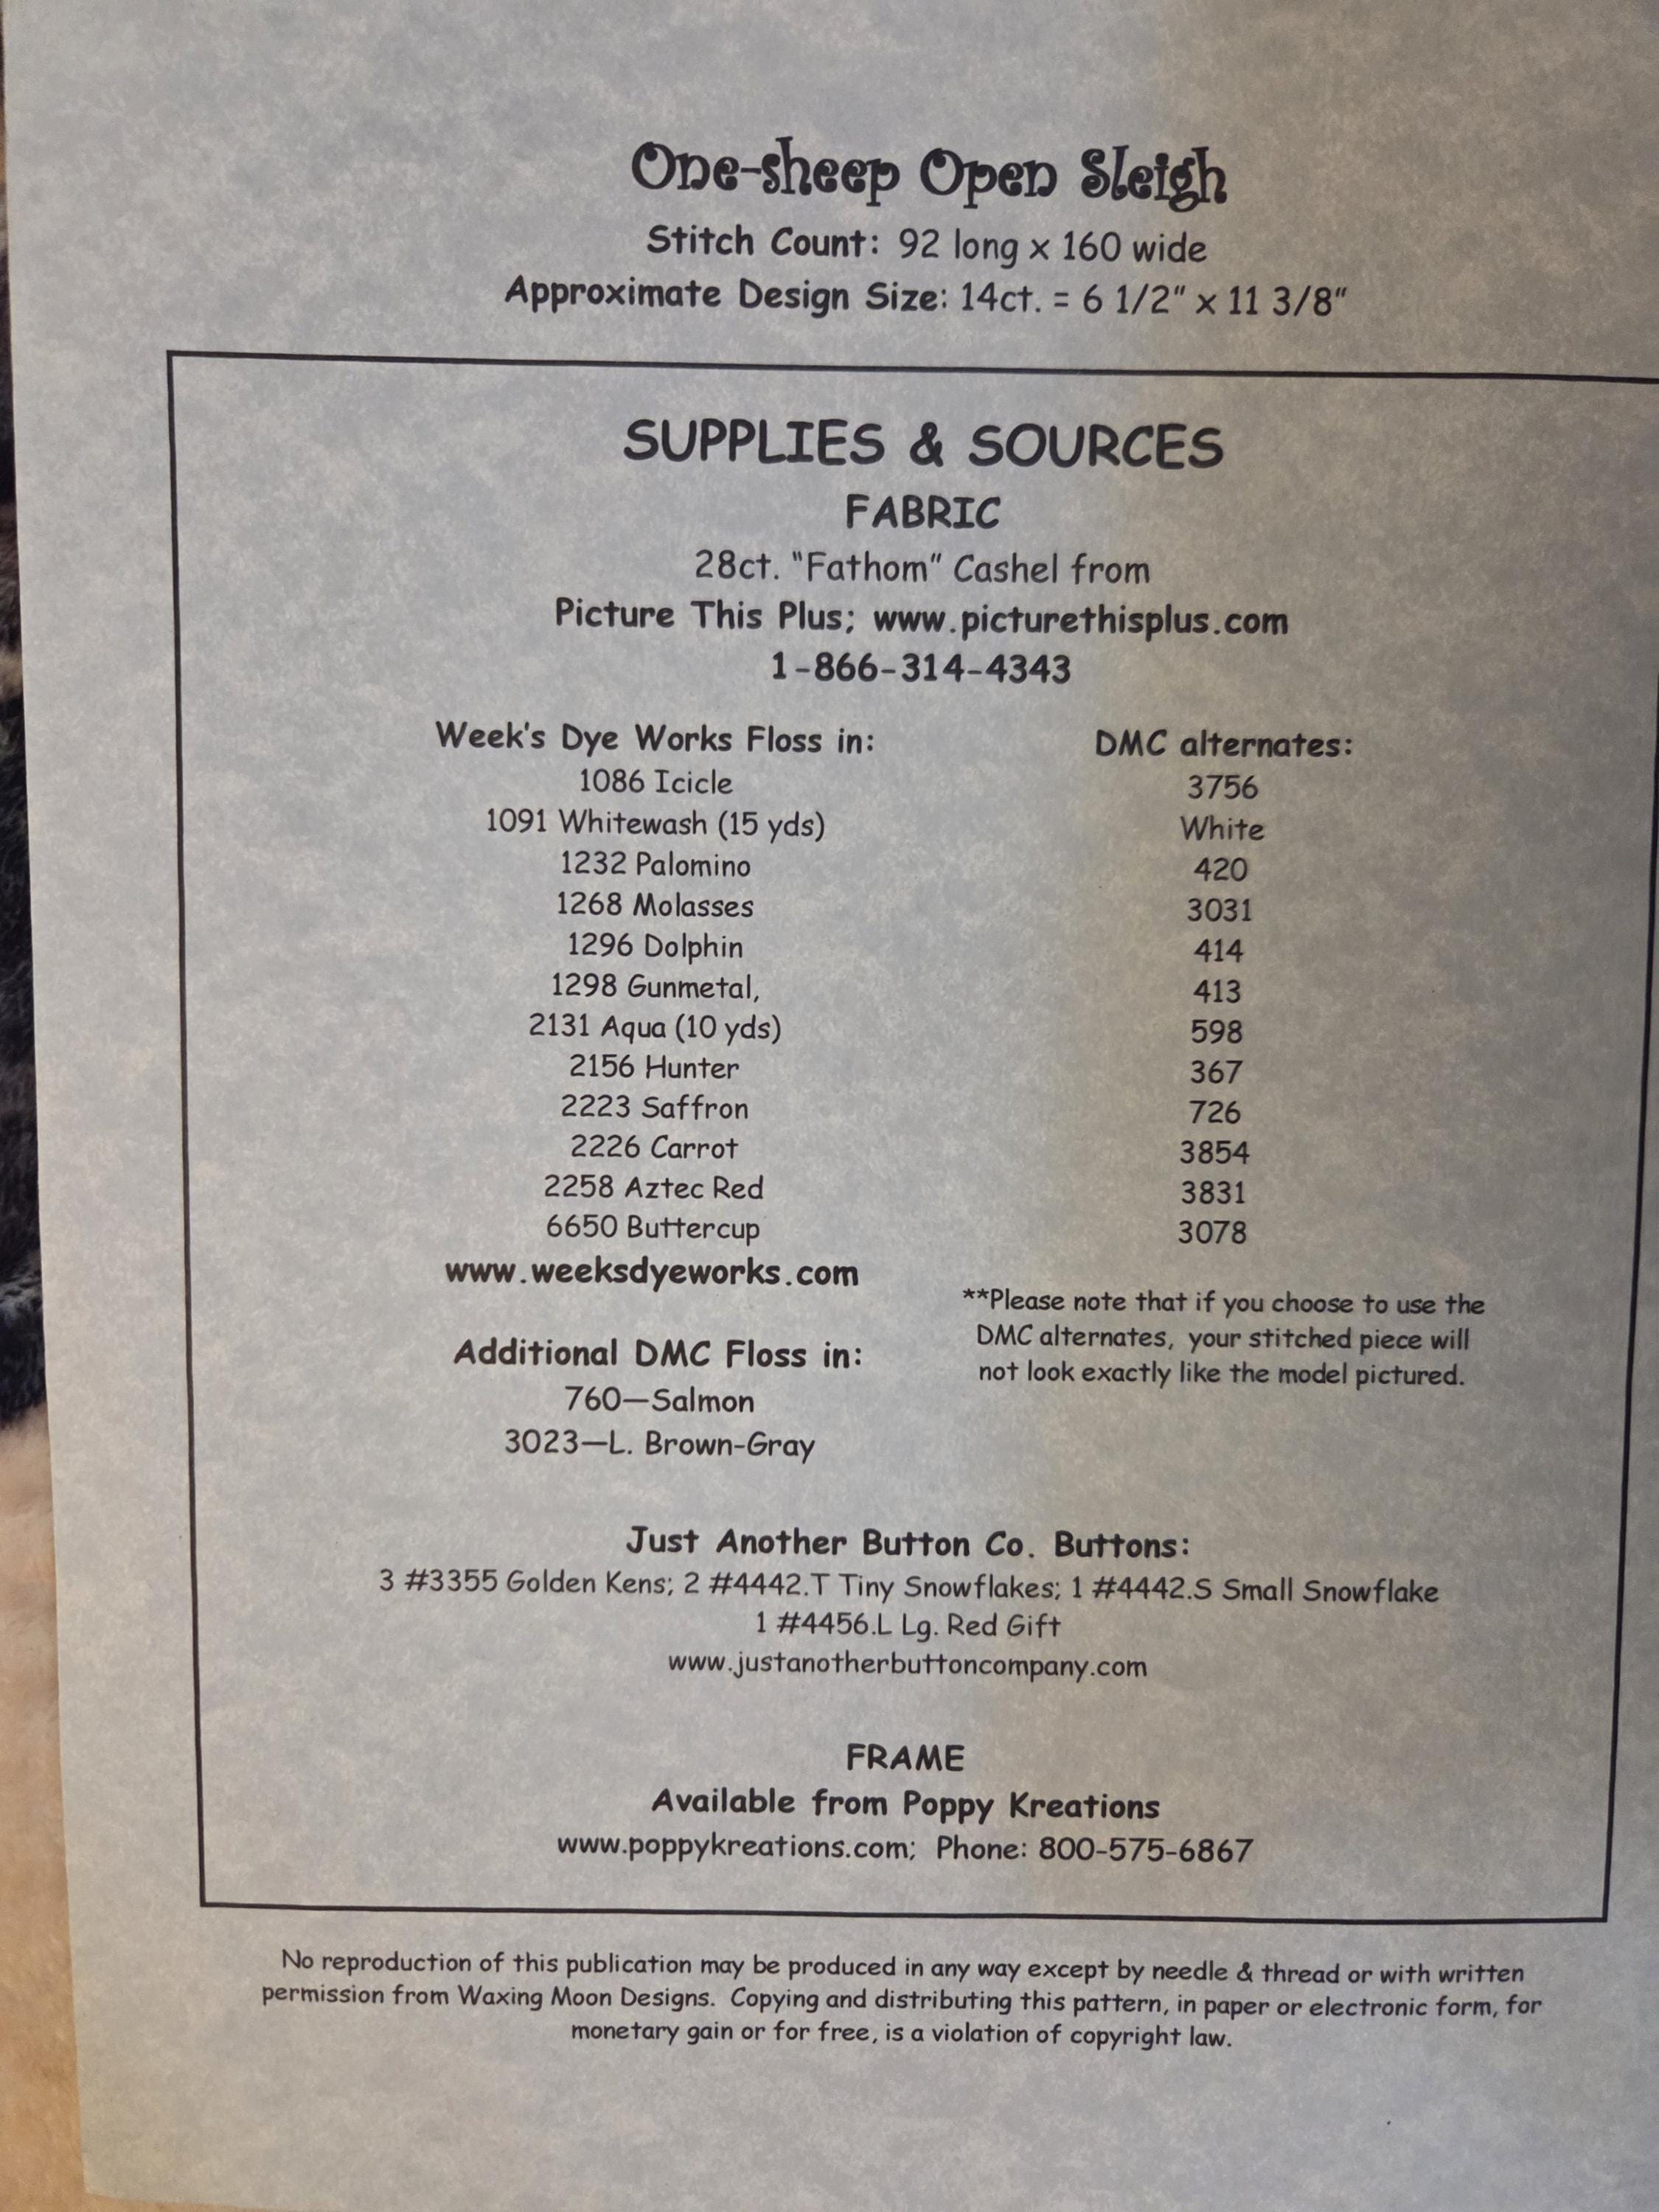 One-sheep Open Sleigh
Stitch Count: 92 long x 160 wide
Approximate Design Size: 14ct. = 6 1/2" x 11 3/8"
SUPPLIES & SOURCES
FABRIC
28ct. "Fathom" Cashel from
Picture This Plus; www.picturethisplus.com
1-866-314-4343
Week's Dye Works Floss in:
1086 Icicle
1091 Whitewash (15 yds)
1232 Palomino
1268 Molasses
1296 Dolphin
1298 Gunmetal,
2131 Aqua (10 yds)
2156 Hunter
2223 Saffron
2226 Carrot
2258 Aztec Red
6650 Buttercup
www.weeksdyeworks.com
Additional DMC Floss in:
760—Salmon
3023—L. Brown-Gray
DMC alternates:
3756
White
420
3031
414
413
598
367
726
3854
3831
3078
**Please note that if you choose to use the
DMC alternates, your stitched piece will
not look exactly like the model pictured.
Just Another Button Co. Buttons:
3 #3355 Golden Kens; 2 #4442.T Tiny Snowflakes; 1 #4442.S Small Snowflake
1 #4456.L Lg. Red Gift
www.justanotherbuttoncompany.com
FRAME
Available from Poppy Kreations
www.poppykreations.com; Phone: 800-575-6867
No reproduction of this publication may be produced in any way except by needle & thread or with written
permission from Waxing Moon Designs. Copying and distributing this pattern, in paper or electronic form, for
monetary gain or for free, is a violation of copyright law.